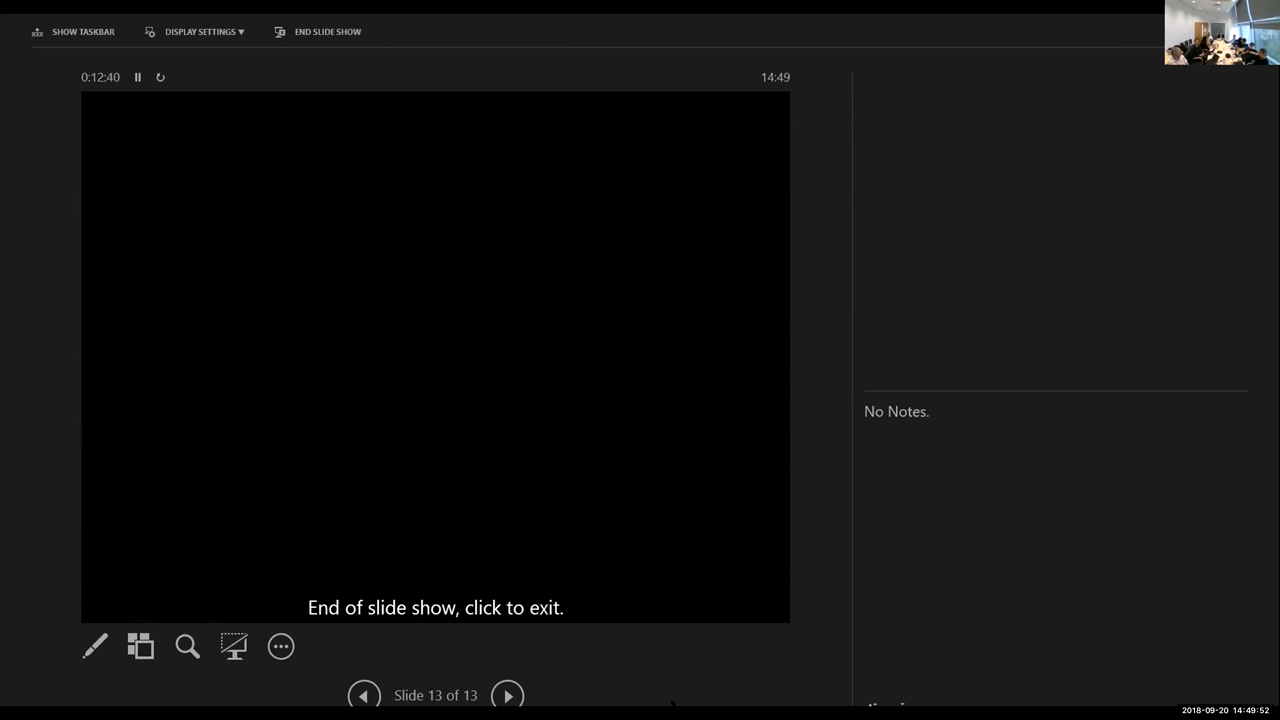 SHOW TASKBAR DISPLAY SETTINGS ▼ END SLIDE SHOW
0:12:40 14:49
End of slide show, click to exit.
No Notes.
Slide 13 of 13
2018-09-20 14:49:52